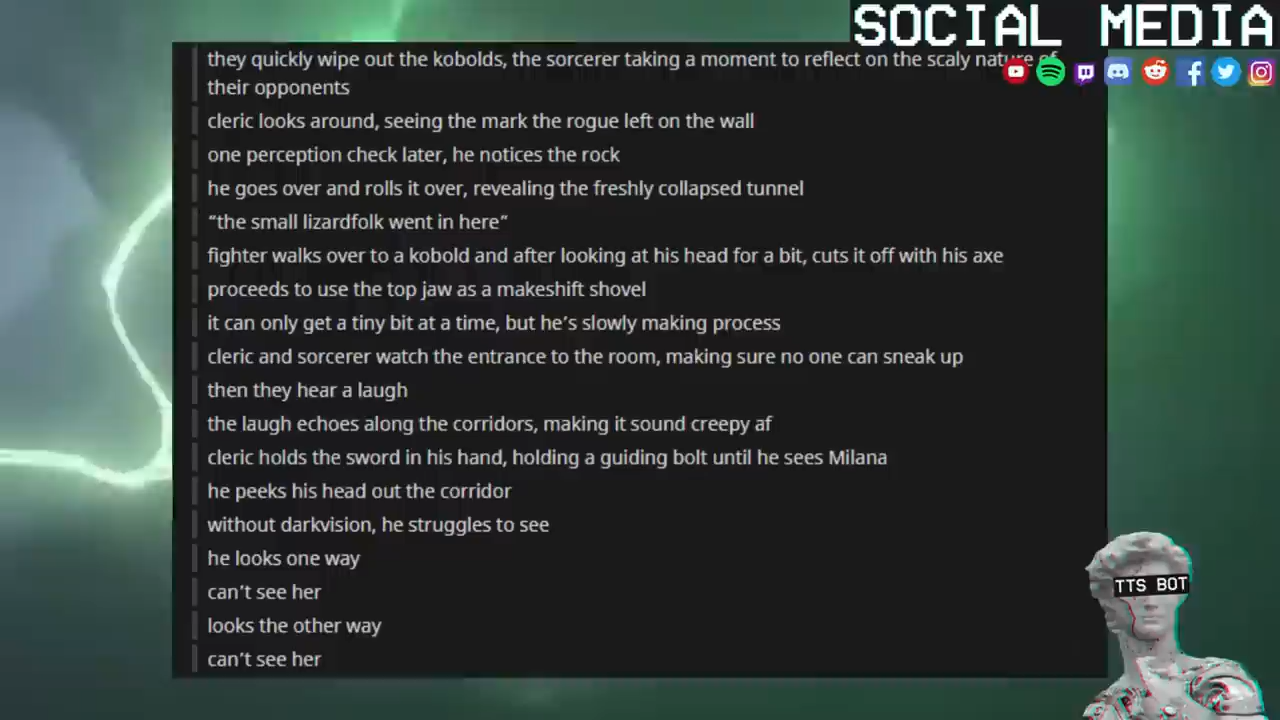 SOCIAL MEDIA
they quickly wipe out the kobolds, the sorcerer taking a moment to reflect on the scaly nature of
their opponents
cleric looks around, seeing the mark the rogue left on the wall
one perception check later, he notices the rock
he goes over and rolls it over, revealing the freshly collapsed tunnel
“the small lizardfolk went in here”
fighter walks over to a kobold and after looking at his head for a bit, cuts it off with his axe
proceeds to use the top jaw as a makeshift shovel
it can only get a tiny bit at a time, but he’s slowly making process
cleric and sorcerer watch the entrance to the room, making sure no one can sneak up
then they hear a laugh
the laugh echoes along the corridors, making it sound creepy af
cleric holds the sword in his hand, holding a guiding bolt until he sees Milana
he peeks his head out the corridor
without darkvision, he struggles to see
he looks one way
can’t see her
looks the other way
can’t see her
TTS BOT